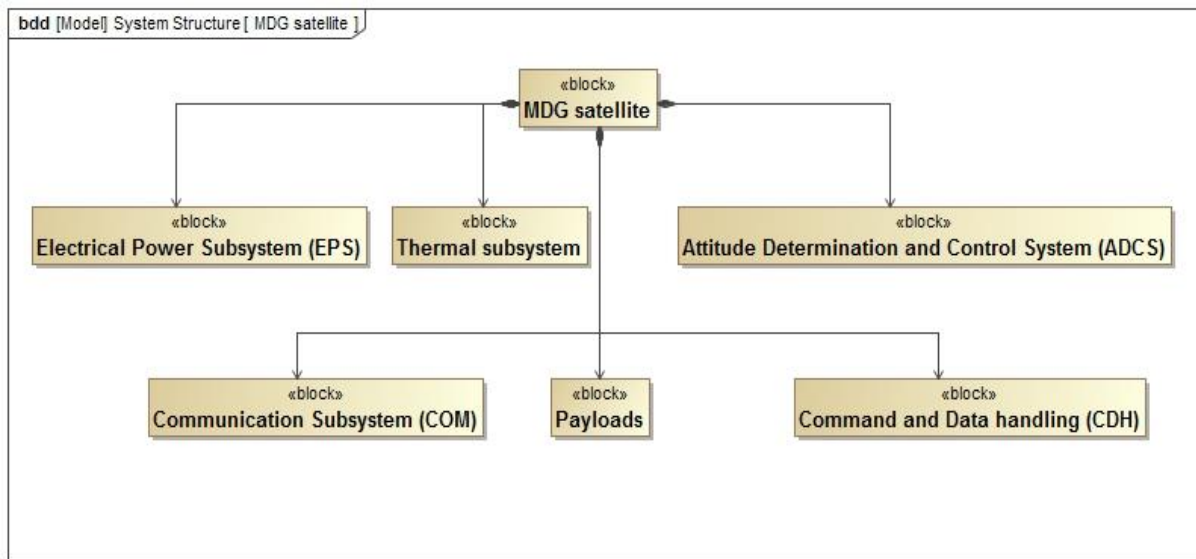 bdd [Model] System Structure [ MDG satellite ]
«block»
MDG satellite
«block»
Electrical Power Subsystem (EPS)
«block»
Thermal subsystem
«block»
Attitude Determination and Control System (ADCS)
«block»
Communication Subsystem (COM)
«block»
Payloads
«block»
Command and Data handling (CDH)